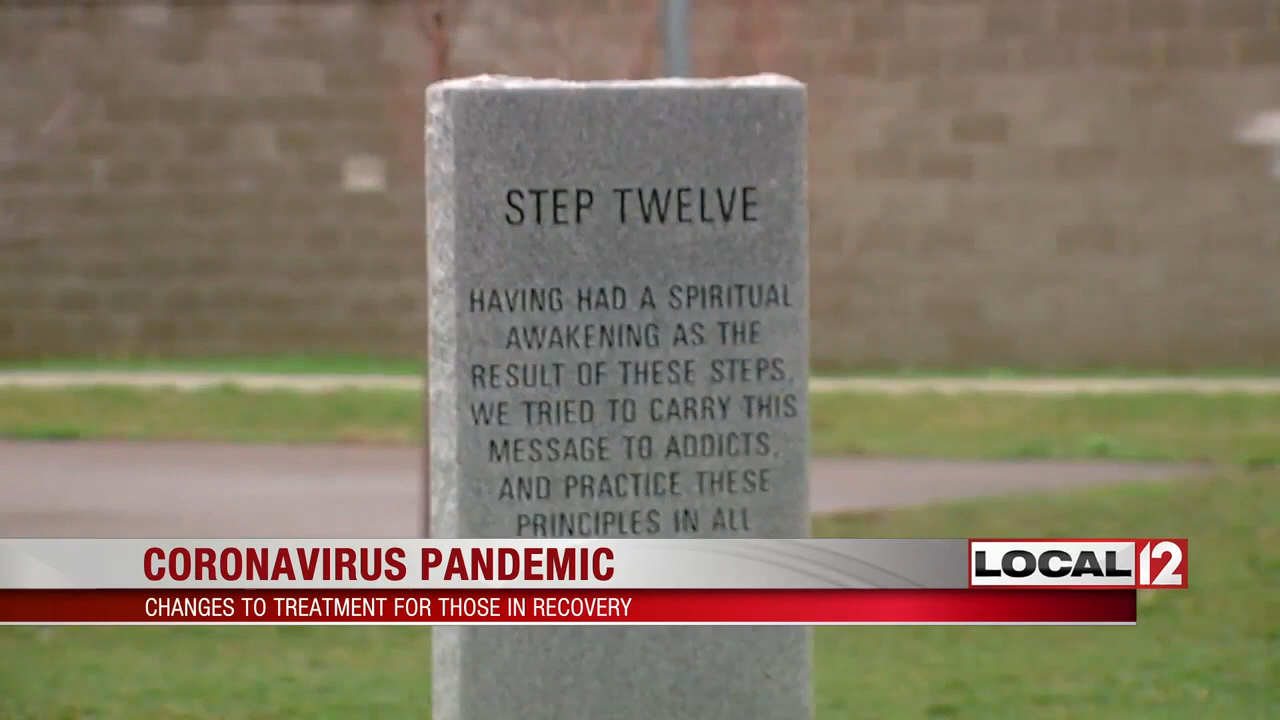 STEP TWELVE
HAVING HAD A SPIRITUAL
AWAKENING AS THE
RESULT OF THESE STEPS,
WE TRIED TO CARRY THIS
MESSAGE TO ADDICTS,
AND PRACTICE THESE
PRINCIPLES IN ALL
CORONAVIRUS PANDEMIC
LOCAL 12
CHANGES TO TREATMENT FOR THOSE IN RECOVERY